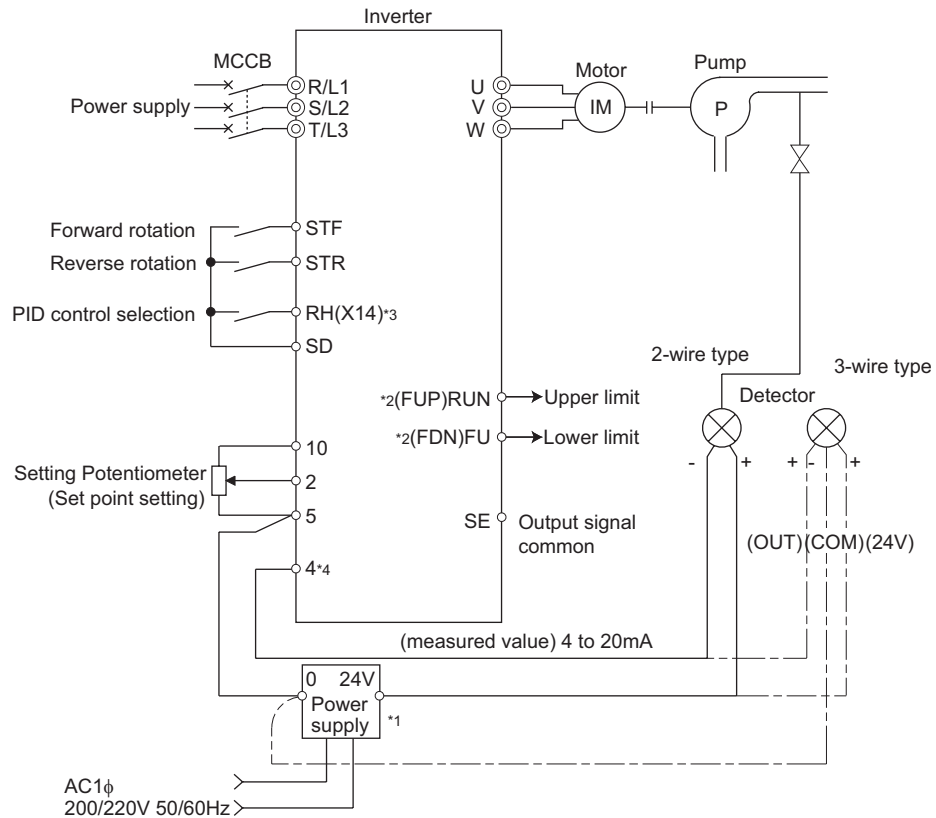 Inverter
MCCB
Power supply
R/L1
S/L2
T/L3
U
V
W
Motor
IM
Pump
P
Forward rotation
STF
Reverse rotation
STR
PID control selection
RH(X14)*3
SD
2-wire type
3-wire type
*2(FUP)RUN
Upper limit
Detector
*2(FDN)FU
Lower limit
- +
+ - +
10
Setting Potentiometer
(Set point setting)
2
5
SE
Output signal
common
(OUT)(COM)(24V)
4*4
(measured value) 4 to 20mA
0 24V
Power
supply
*1
AC1ϕ
200/220V 50/60Hz